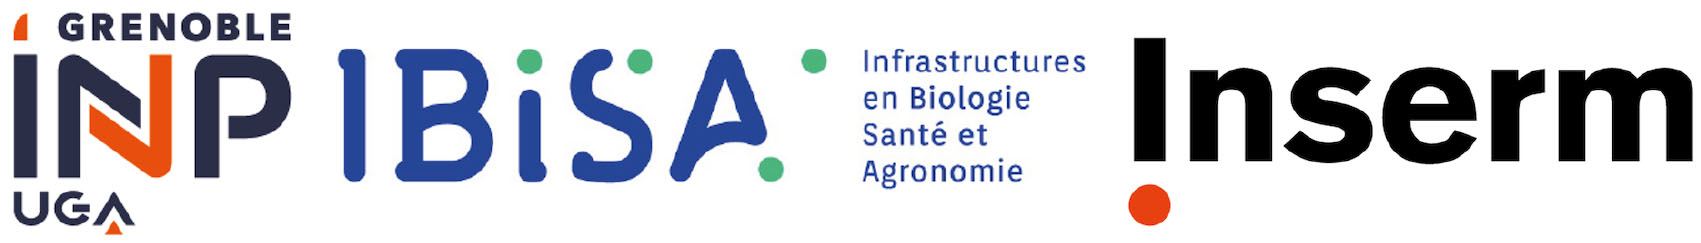 GRENOBLE
INP
UGA
IBiSA
Infrastructures
en Biologie
Santé et
Agronomie
Inserm